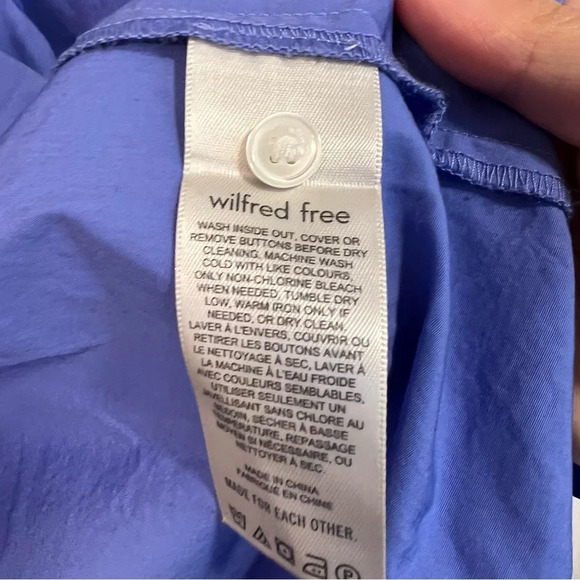 wilfred free
WASH INSIDE OUT, COVER OR
REMOVE BUTTONS BEFORE DRY
CLEANING. MACHINE WASH
COLD WITH LIKE COLOURS.
ONLY NON-CHLORINE BLEACH
WHEN NEEDED, TUMBLE DRY
LOW, WARM IRON ONLY IF
NEEDED, OR DRY CLEAN.
LAVER À L'ENVERS, COUVRIR OU
RETIRER LES BOUTONS AVANT
LE NETTOYAGE À SEC, LAVER À
LA MACHINE À L'EAU FROIDE
AVEC COULEURS SEMBLABLES,
UTILISER SEULEMENT UN
JAVELLISANT SANS CHLORE AU
BESOIN, SÉCHER À BASSE
TEMPÉRATURE, REPASSAGE
MOYEN SI NÉCESSAIRE, OU
NETTOYER À SEC.
MADE IN CHINA
FABRIQUÉ EN CHINE
MADE FOR EACH OTHER.
P